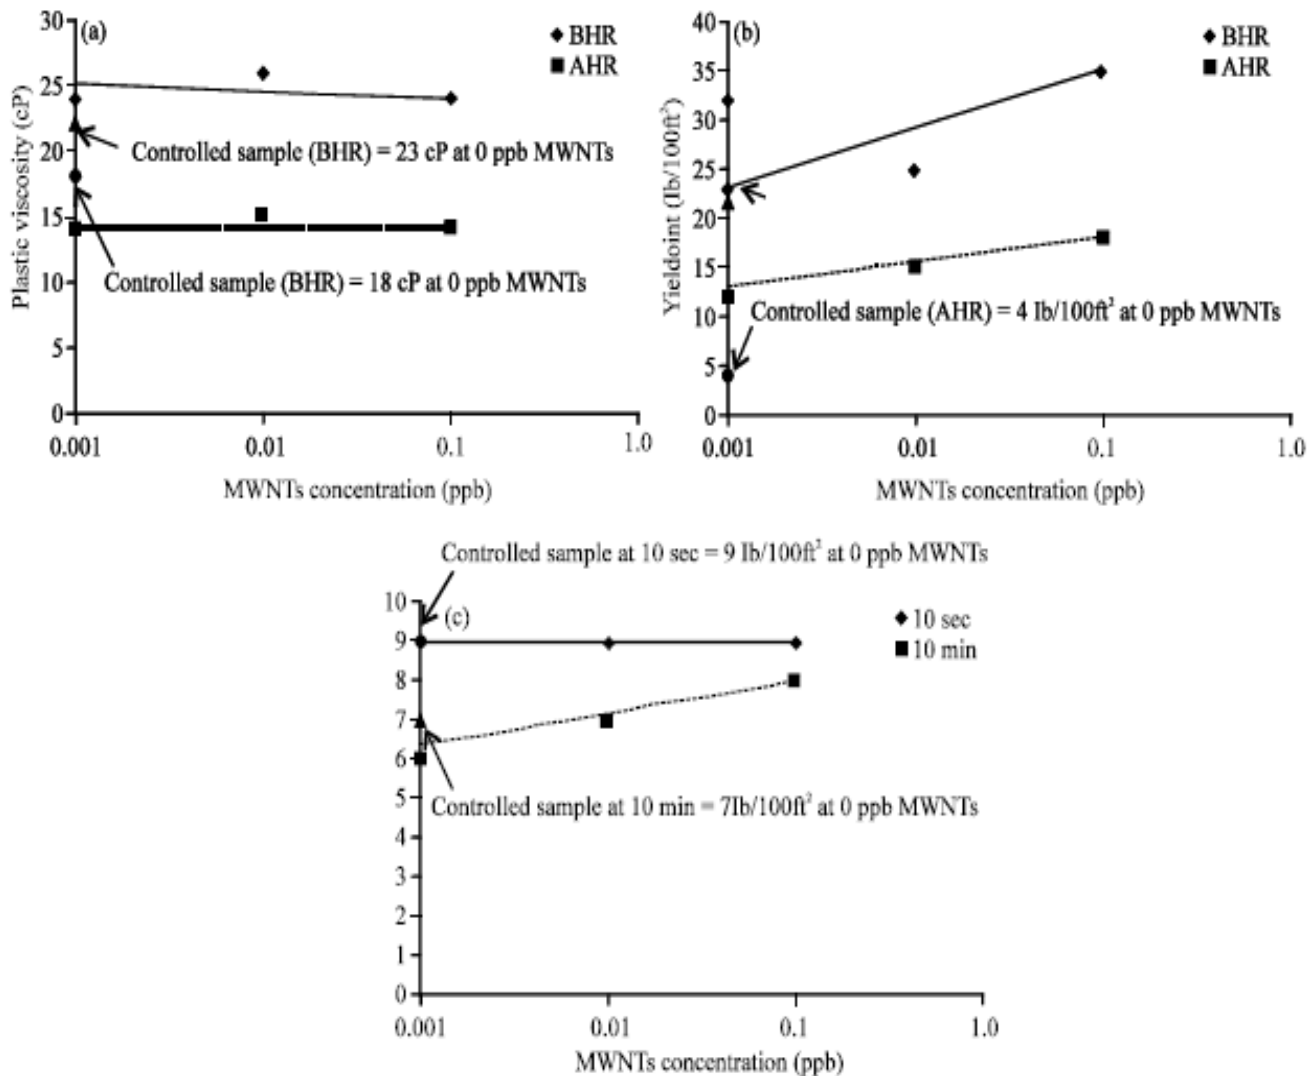 (a)
BHR
AHR
Plastic viscosity (cP)
30
25
20
15
10
5
0
Controlled sample (BHR) = 23 cP at 0 ppb MWNTs
Controlled sample (BHR) = 18 cP at 0 ppb MWNTs
0.001
0.01
0.1
1.0
MWNTs concentration (ppb)
(b)
BHR
AHR
Yieldoint (Ib/100ft²)
40
35
30
25
20
15
10
5
0
Controlled sample (AHR) = 4 Ib/100ft² at 0 ppb MWNTs
0.001
0.01
0.1
1.0
MWNTs concentration (ppb)
Controlled sample at 10 sec = 9 Ib/100ft² at 0 ppb MWNTs
(c)
10 sec
10 min
10
9
8
7
6
5
4
3
2
1
0
Controlled sample at 10 min = 7Ib/100ft² at 0 ppb MWNTs
0.001
0.01
0.1
1.0
MWNTs concentration (ppb)